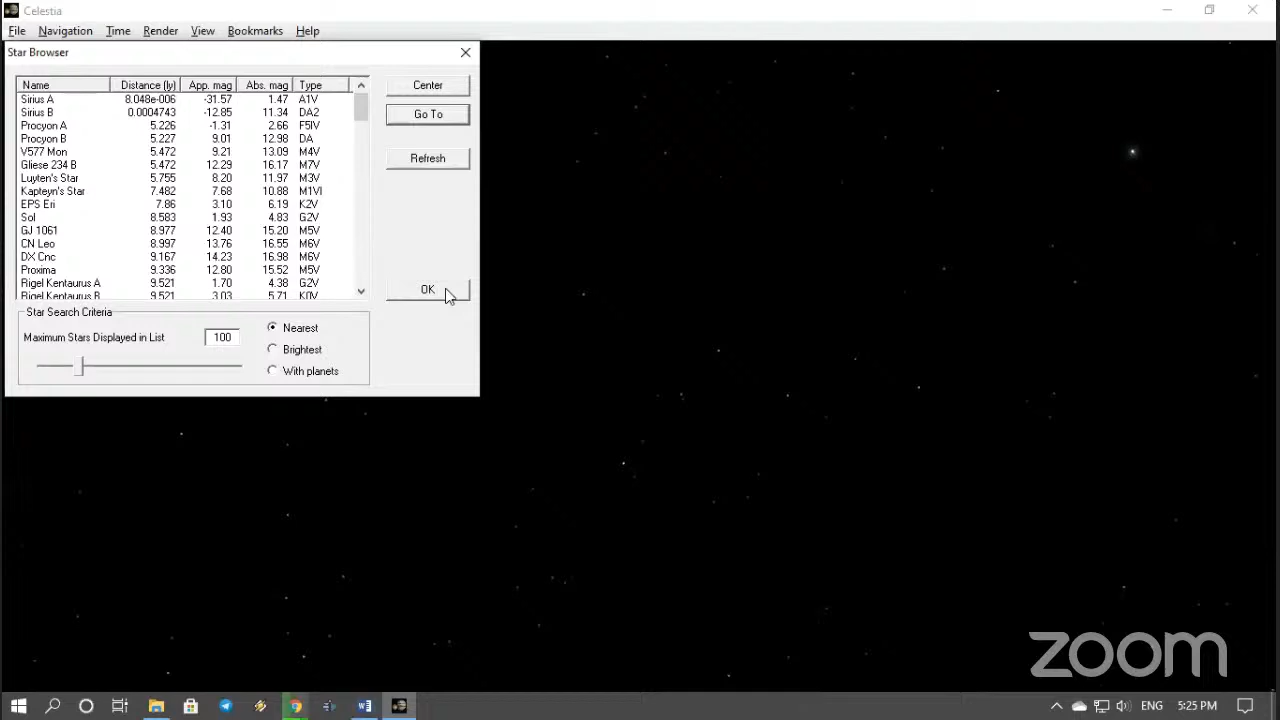 Celestia
File Navigation Time Render View Bookmarks Help
Star Browser
Name Distance (ly) App. mag Abs. mag Type
Sirius A 8.048e-006 -31.57 1.47 A1V
Sirius B 0.0004743 -12.85 11.34 DA2
Procyon A 5.226 -1.31 2.66 F5IV
Procyon B 5.227 9.01 12.98 DA
V577 Mon 5.472 9.21 13.09 M4V
Gliese 234 B 5.472 12.29 16.17 M7V
Luyten's Star 5.755 8.20 11.97 M3V
Kapteyn's Star 7.482 7.68 10.88 M1VI
EPS Eri 7.86 3.10 6.19 K2V
Sol 8.583 1.93 4.83 G2V
GJ 1061 8.977 12.40 15.20 M5V
CN Leo 8.997 13.76 16.55 M6V
DX Cnc 9.167 14.23 16.98 M6V
Proxima 9.336 12.80 15.52 M5V
Rigel Kentaurus A 9.521 1.70 4.38 G2V
Rigel Kentaurus B 9.521 3.03 5.71 K0V
Center
Go To
Refresh
OK
Star Search Criteria
Maximum Stars Displayed in List 100
Nearest
Brightest
With planets
zoom
ENG 5:25 PM